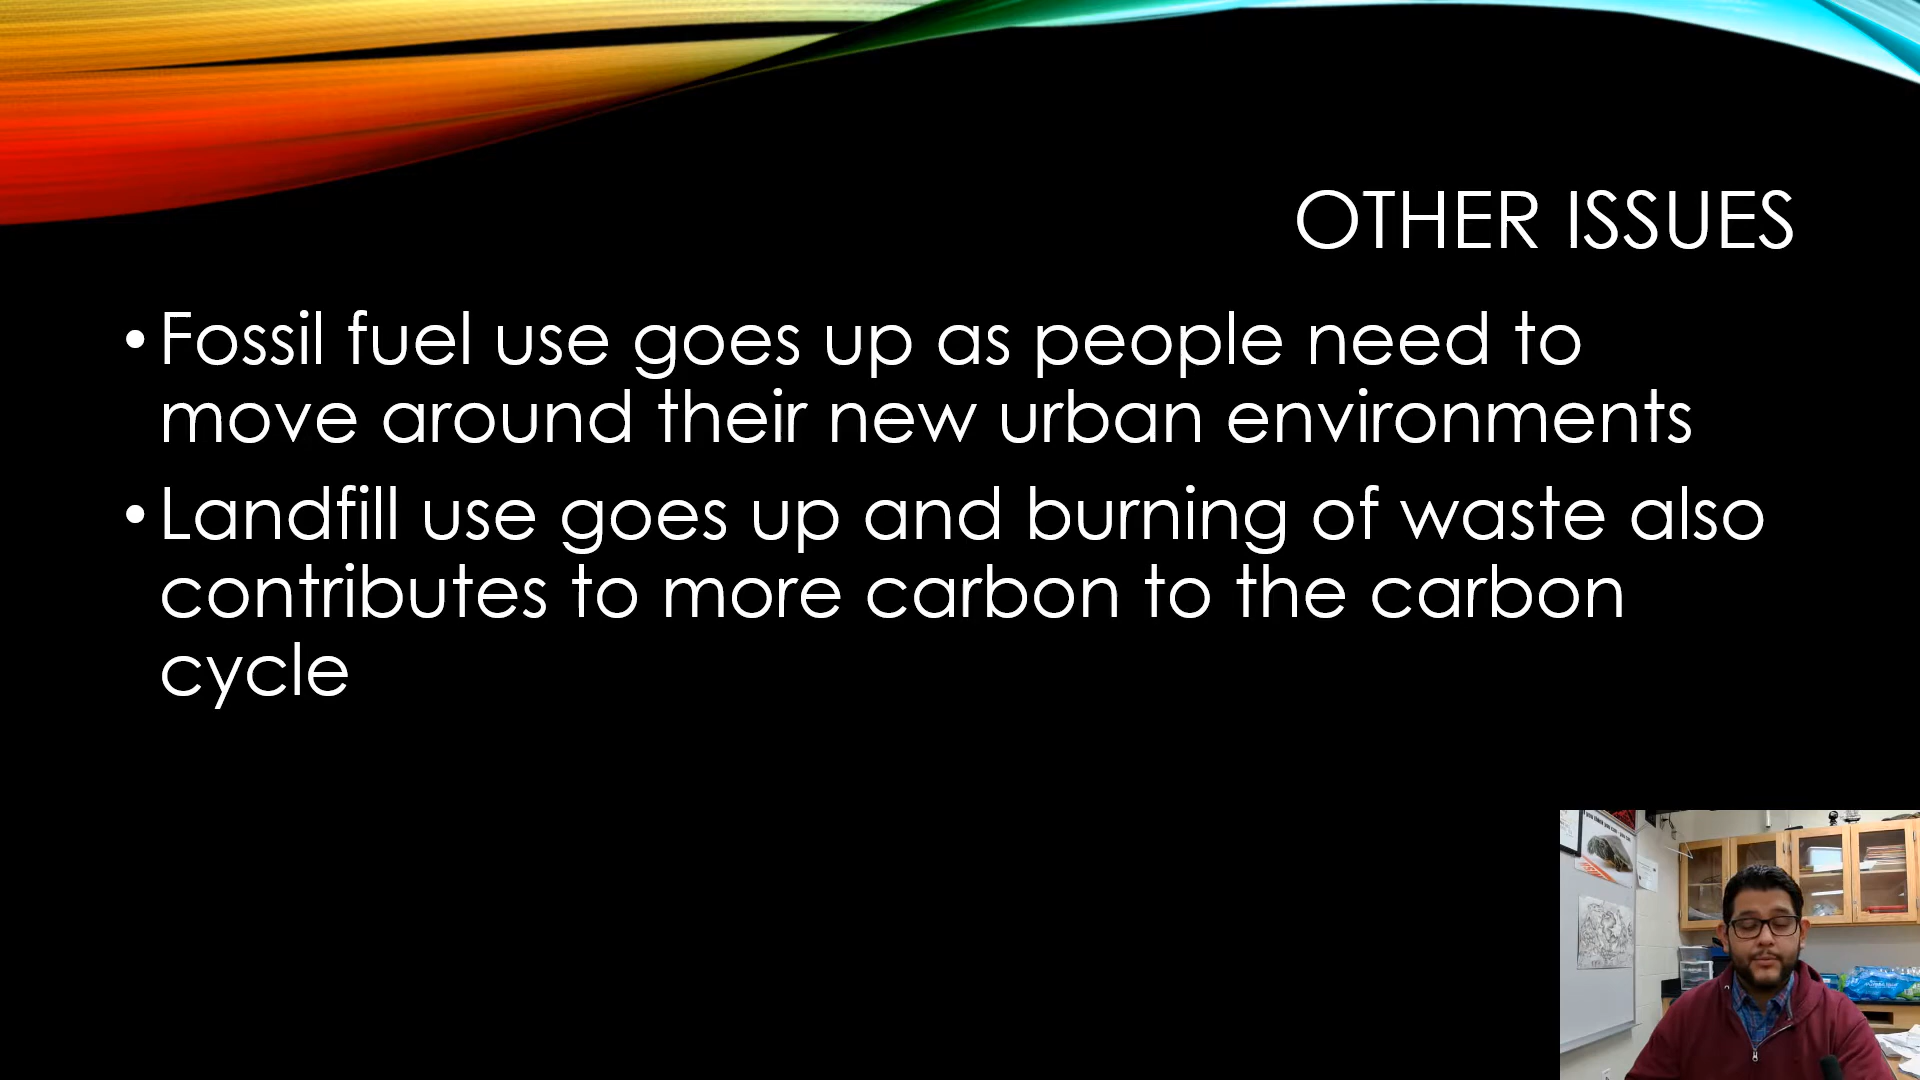 OTHER ISSUES
• Fossil fuel use goes up as people need to
move around their new urban environments
• Landfill use goes up and burning of waste also
contributes to more carbon to the carbon
cycle